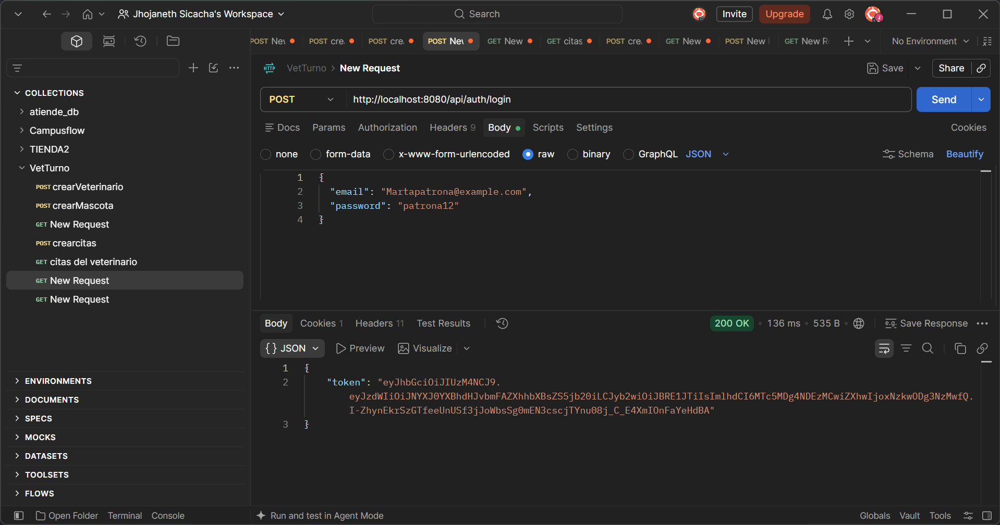 Jhojaneth Sicacha's Workspace
Search
Invite
Upgrade
J
POST Nev
POST cre
POST cre
POST Nev
GET New
GET citas
POST cre
GET New
POST New
GET New R
No Environment
HTTP
VetTurno > New Request
Save
Share
COLLECTIONS
atiende_db
Campusflow
TIENDA2
VetTurno
POST crearVeterinario
POST crearMascota
GET New Request
POST crearcitas
GET citas del veterinario
GET New Request
GET New Request
ENVIRONMENTS
DOCUMENTS
SPECS
MOCKS
DATASETS
TOOLSETS
FLOWS
POST
http://localhost:8080/api/auth/login
Send
Docs
Params
Authorization
Headers 9
Body
Scripts
Settings
Cookies
none
form-data
x-www-form-urlencoded
raw
binary
GraphQL
JSON
Schema
Beautify
1 {
2 "email": "Martapatrona@example.com",
3 "password": "patrona12"
4 }
Body
Cookies 1
Headers 11
Test Results
200 OK
136 ms
535 B
e.g. Save Response
{ } JSON
Preview
Visualize
1 {
2 "token": "eyJhbGciOiJIUzM4NCJ9.
eyJzdWIiOiJNYXJ0YXBhdHJvbmFAZXhhbXBsZS5jb20iLCJyb2wiOiJBRE1JTiIsImlhdCI6MTc5MDg4NDEzMCwiZXhwIjoxNzkwODg3NzMwfQ.
I-ZhynEkrSzGTfeeUnUSf3jJoWbsSg0mEN3cscjTYnu08j_C_E4XmIOnFaYeHdBA"
3 }
Open Folder
Terminal
Console
Run and test in Agent Mode
Globals
Vault
Tools